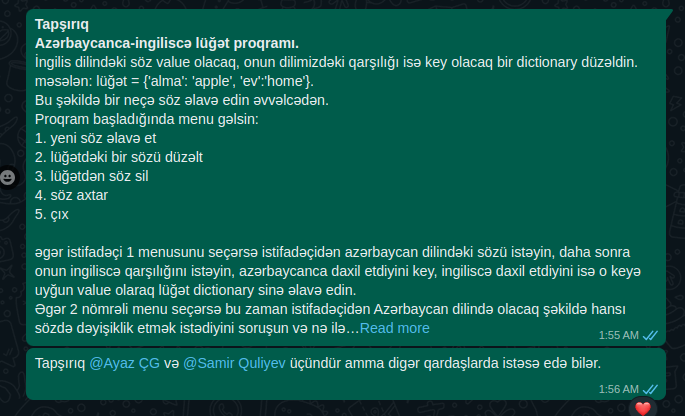 Tapşırıq
Azərbaycanca-ingiliscə lüğət proqramı.
İngilis dilindəki söz value olacaq, onun dilimizdəki qarşılığı isə key olacaq bir dictionary düzəldin.
məsələn: lüğət = {'alma': 'apple', 'ev':'home'}.
Bu şəkildə bir neçə söz əlavə edin əvvəlcədən.
Proqram başladığında menu gəlsin:
1. yeni söz əlavə et
2. lüğətdəki bir sözü düzəlt
3. lüğətdən söz sil
4. söz axtar
5. çıx
əgər istifadəçi 1 menusunu seçərsə istifadəçidən azərbaycan dilindəki sözü istəyin, daha sonra
onun ingiliscə qarşılığını istəyin, azərbaycanca daxil etdiyini key, ingiliscə daxil etdiyini isə o keyə
uyğun value olaraq lüğət dictionary sinə əlavə edin.
Əgər 2 nömrəli menu seçərsə bu zaman istifadəçidən Azərbaycan dilində olacaq şəkildə hansı
sözdə dəyişiklik etmək istədiyini soruşun və nə ilə…Read more
1:55 AM
Tapşırıq @Ayaz ÇG və @Samir Quliyev üçündür amma digər qardaşlarda istəsə edə bilər.
1:56 AM